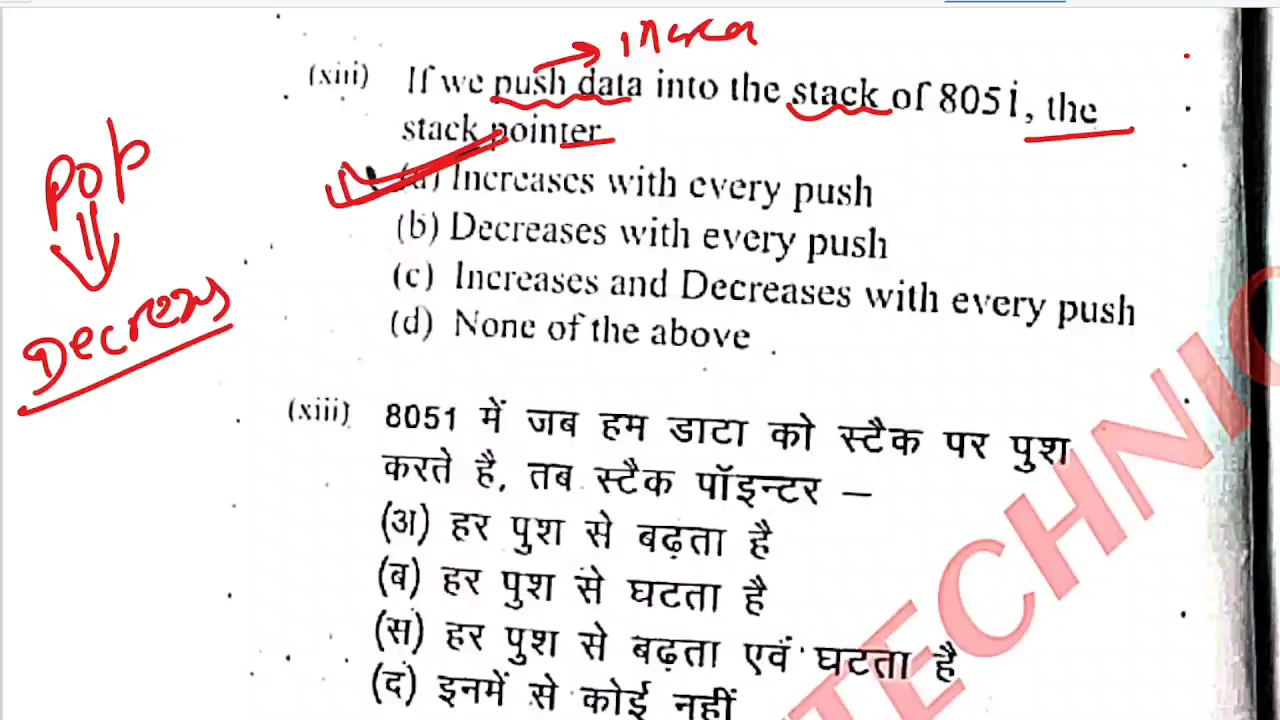 increa
(xiii) If we push data into the stack of 8051, the
stack pointer
(a) Increases with every push
(b) Decreases with every push
(c) Increases and Decreases with every push
(d) None of the above
POP
Decreas
(xiii) 8051 में जब हम डाटा को स्टैक पर पुश
करते है, तब स्टैक पॉइन्टर –
(अ) हर पुश से बढ़ता है
(ब) हर पुश से घटता है
(स) हर पुश से बढ़ता एवं घटता है
(द) इनमें से कोई नहीं
TECHNIC